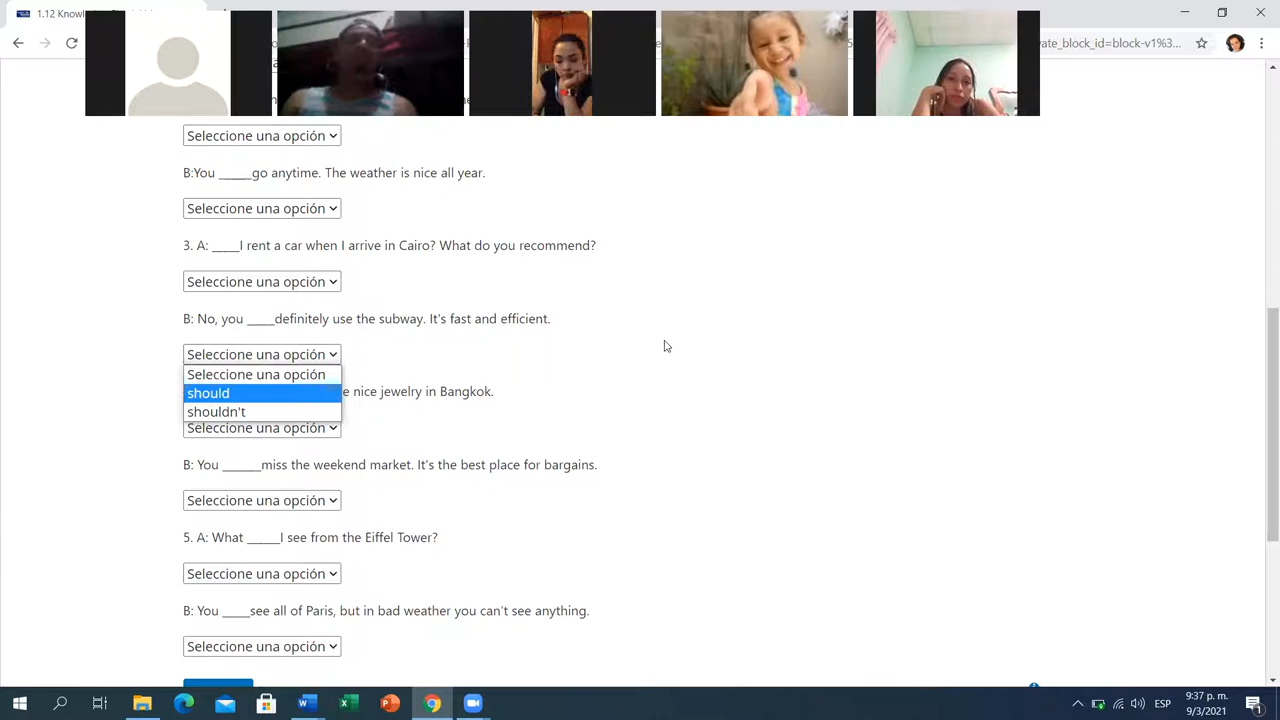 1.12 Knowle
vate_block_id=block-v1%3...
Seleccione una opción
B:You _____go anytime. The weather is nice all year.
Seleccione una opción
3. A: ____I rent a car when I arrive in Cairo? What do you recommend?
Seleccione una opción
B: No, you ____definitely use the subway. It's fast and efficient.
Seleccione una opción
Seleccione una opción
should
e nice jewelry in Bangkok.
shouldn't
Seleccione una opción
B: You ______miss the weekend market. It's the best place for bargains.
Seleccione una opción
5. A: What _____I see from the Eiffel Tower?
Seleccione una opción
B: You ____see all of Paris, but in bad weather you can't see anything.
Seleccione una opción
ESP
9:37 p. m.
9/3/2021